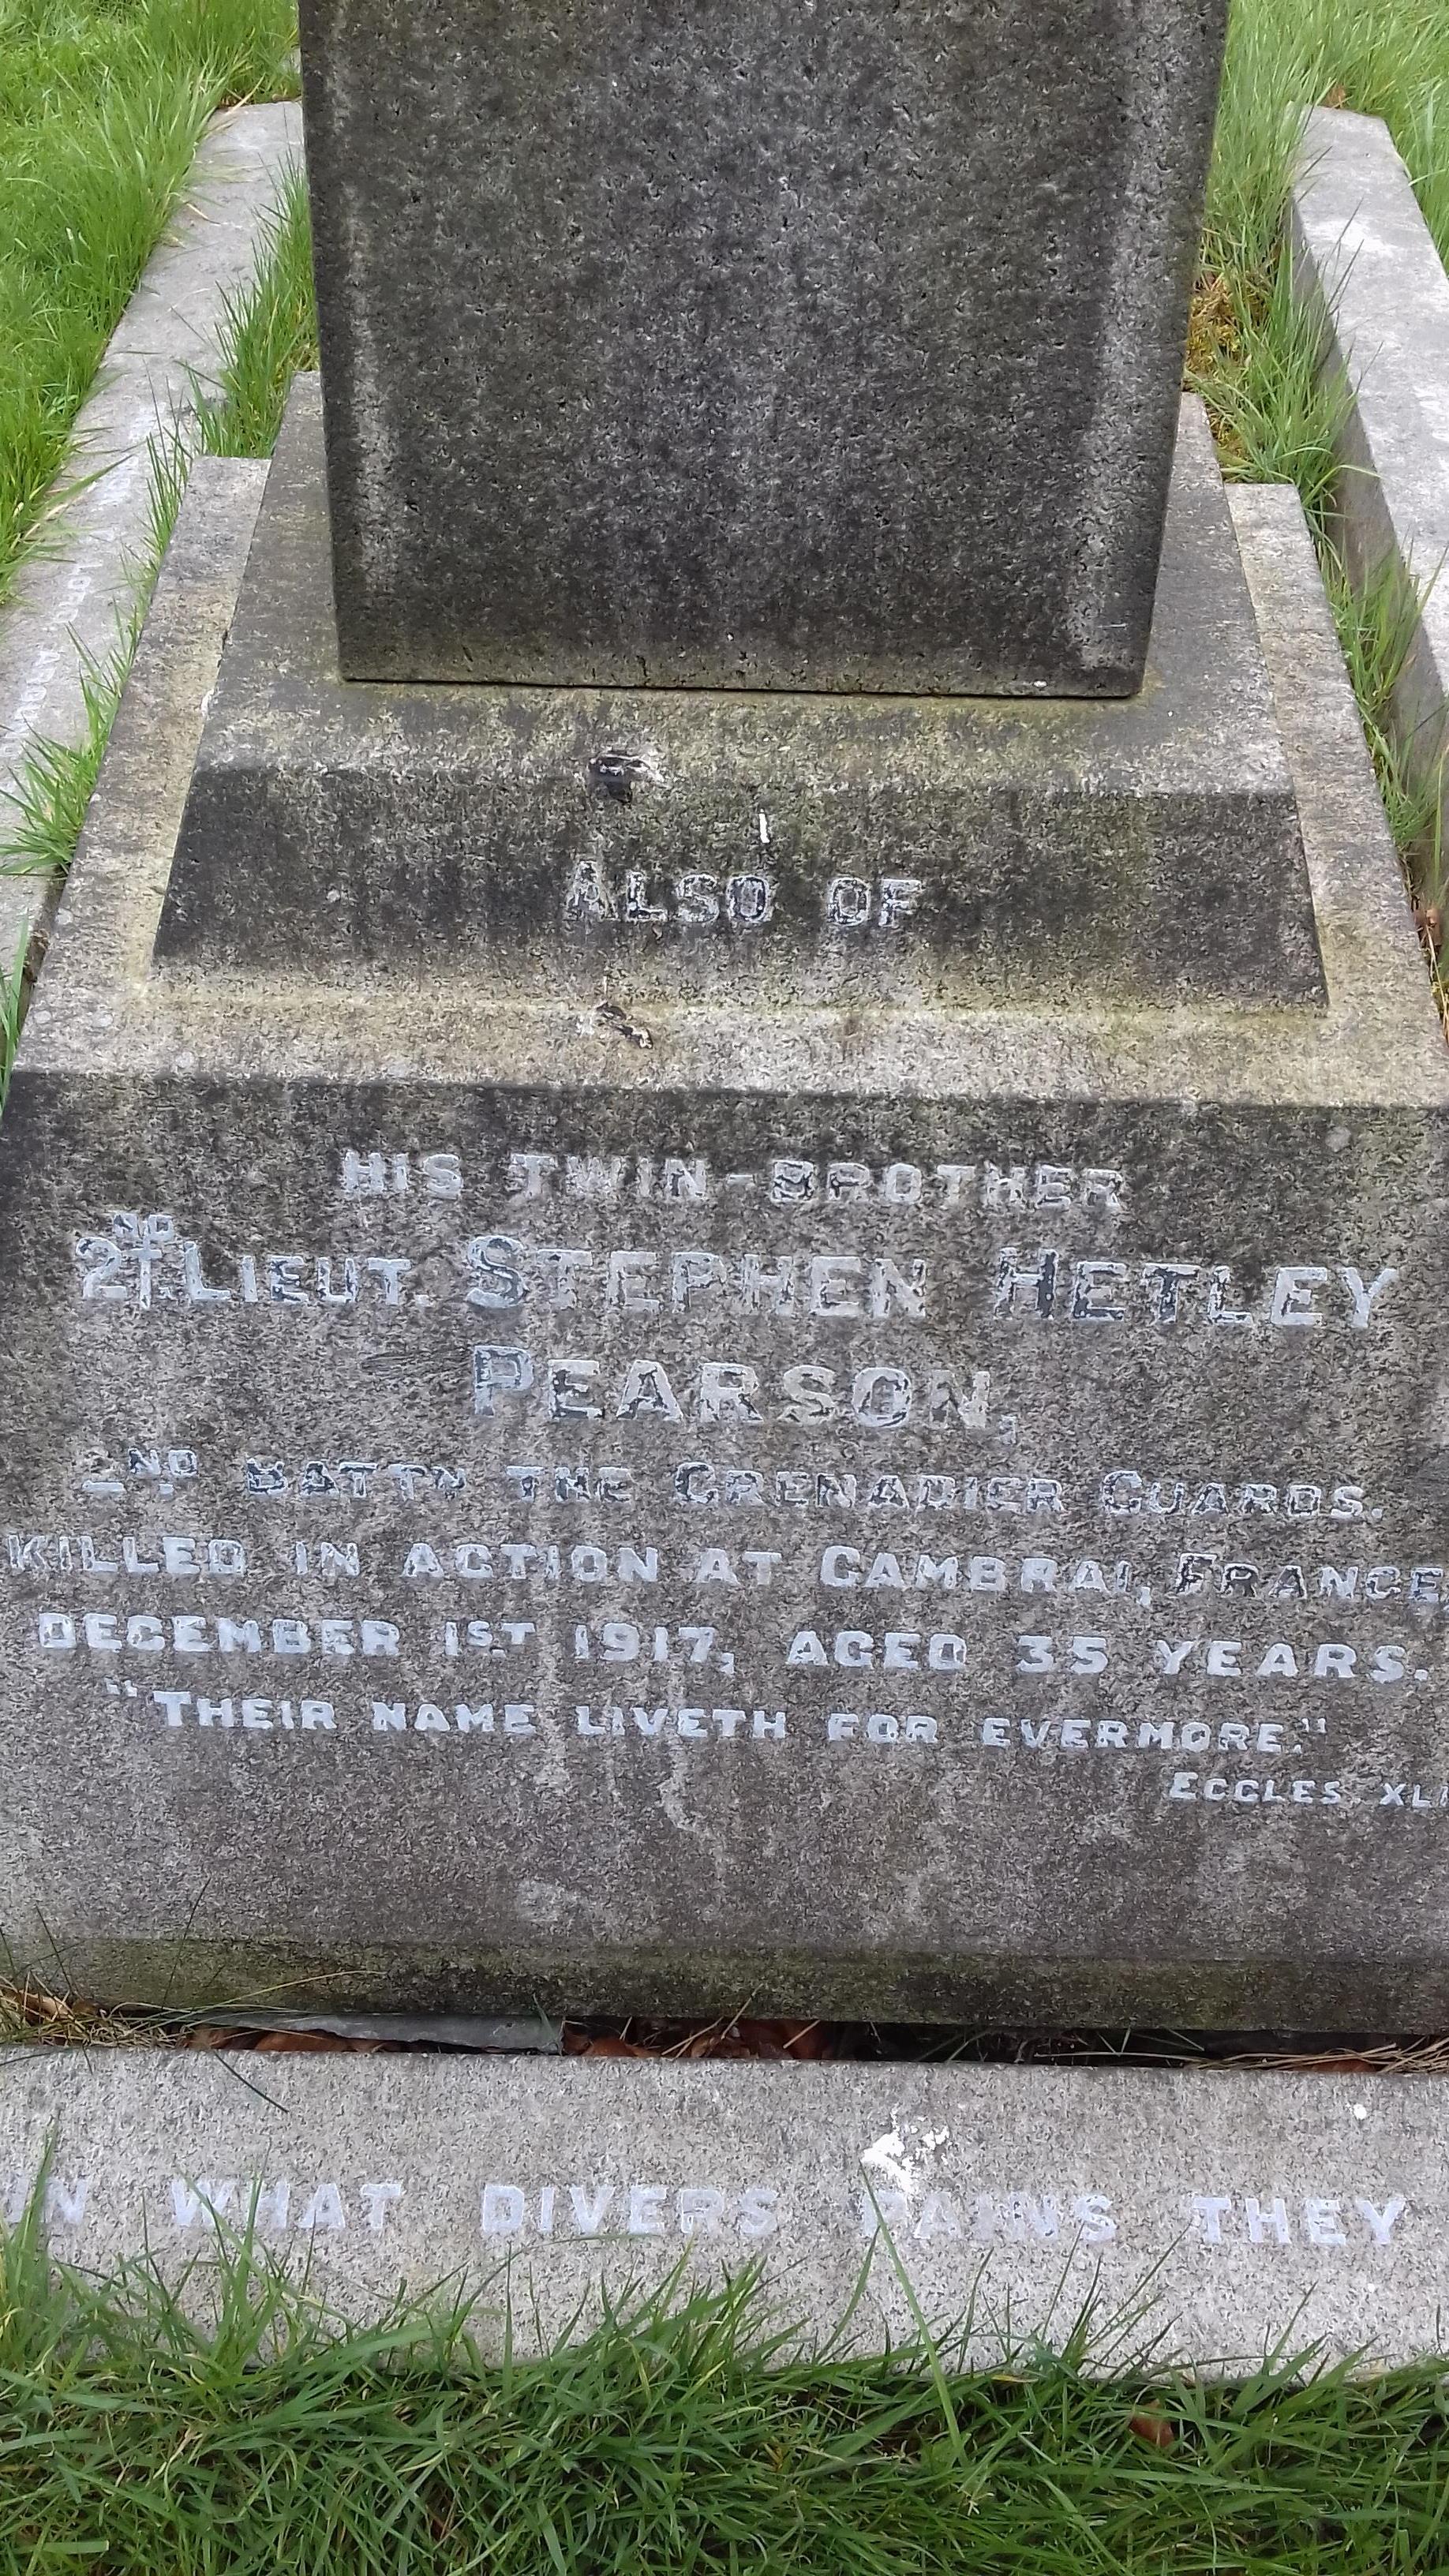 ALSO OF
HIS TWIN-BROTHER
2ND LIEUT. STEPHEN HETLEY
PEARSON,
2ND BATTN THE GRENADIER GUARDS.
KILLED IN ACTION AT CAMBRAI, FRANCE,
DECEMBER 1ST 1917, AGED 35 YEARS.
"THEIR NAME LIVETH FOR EVERMORE."
ECCLES XLI
IN WHAT DIVERS PAINS THEY